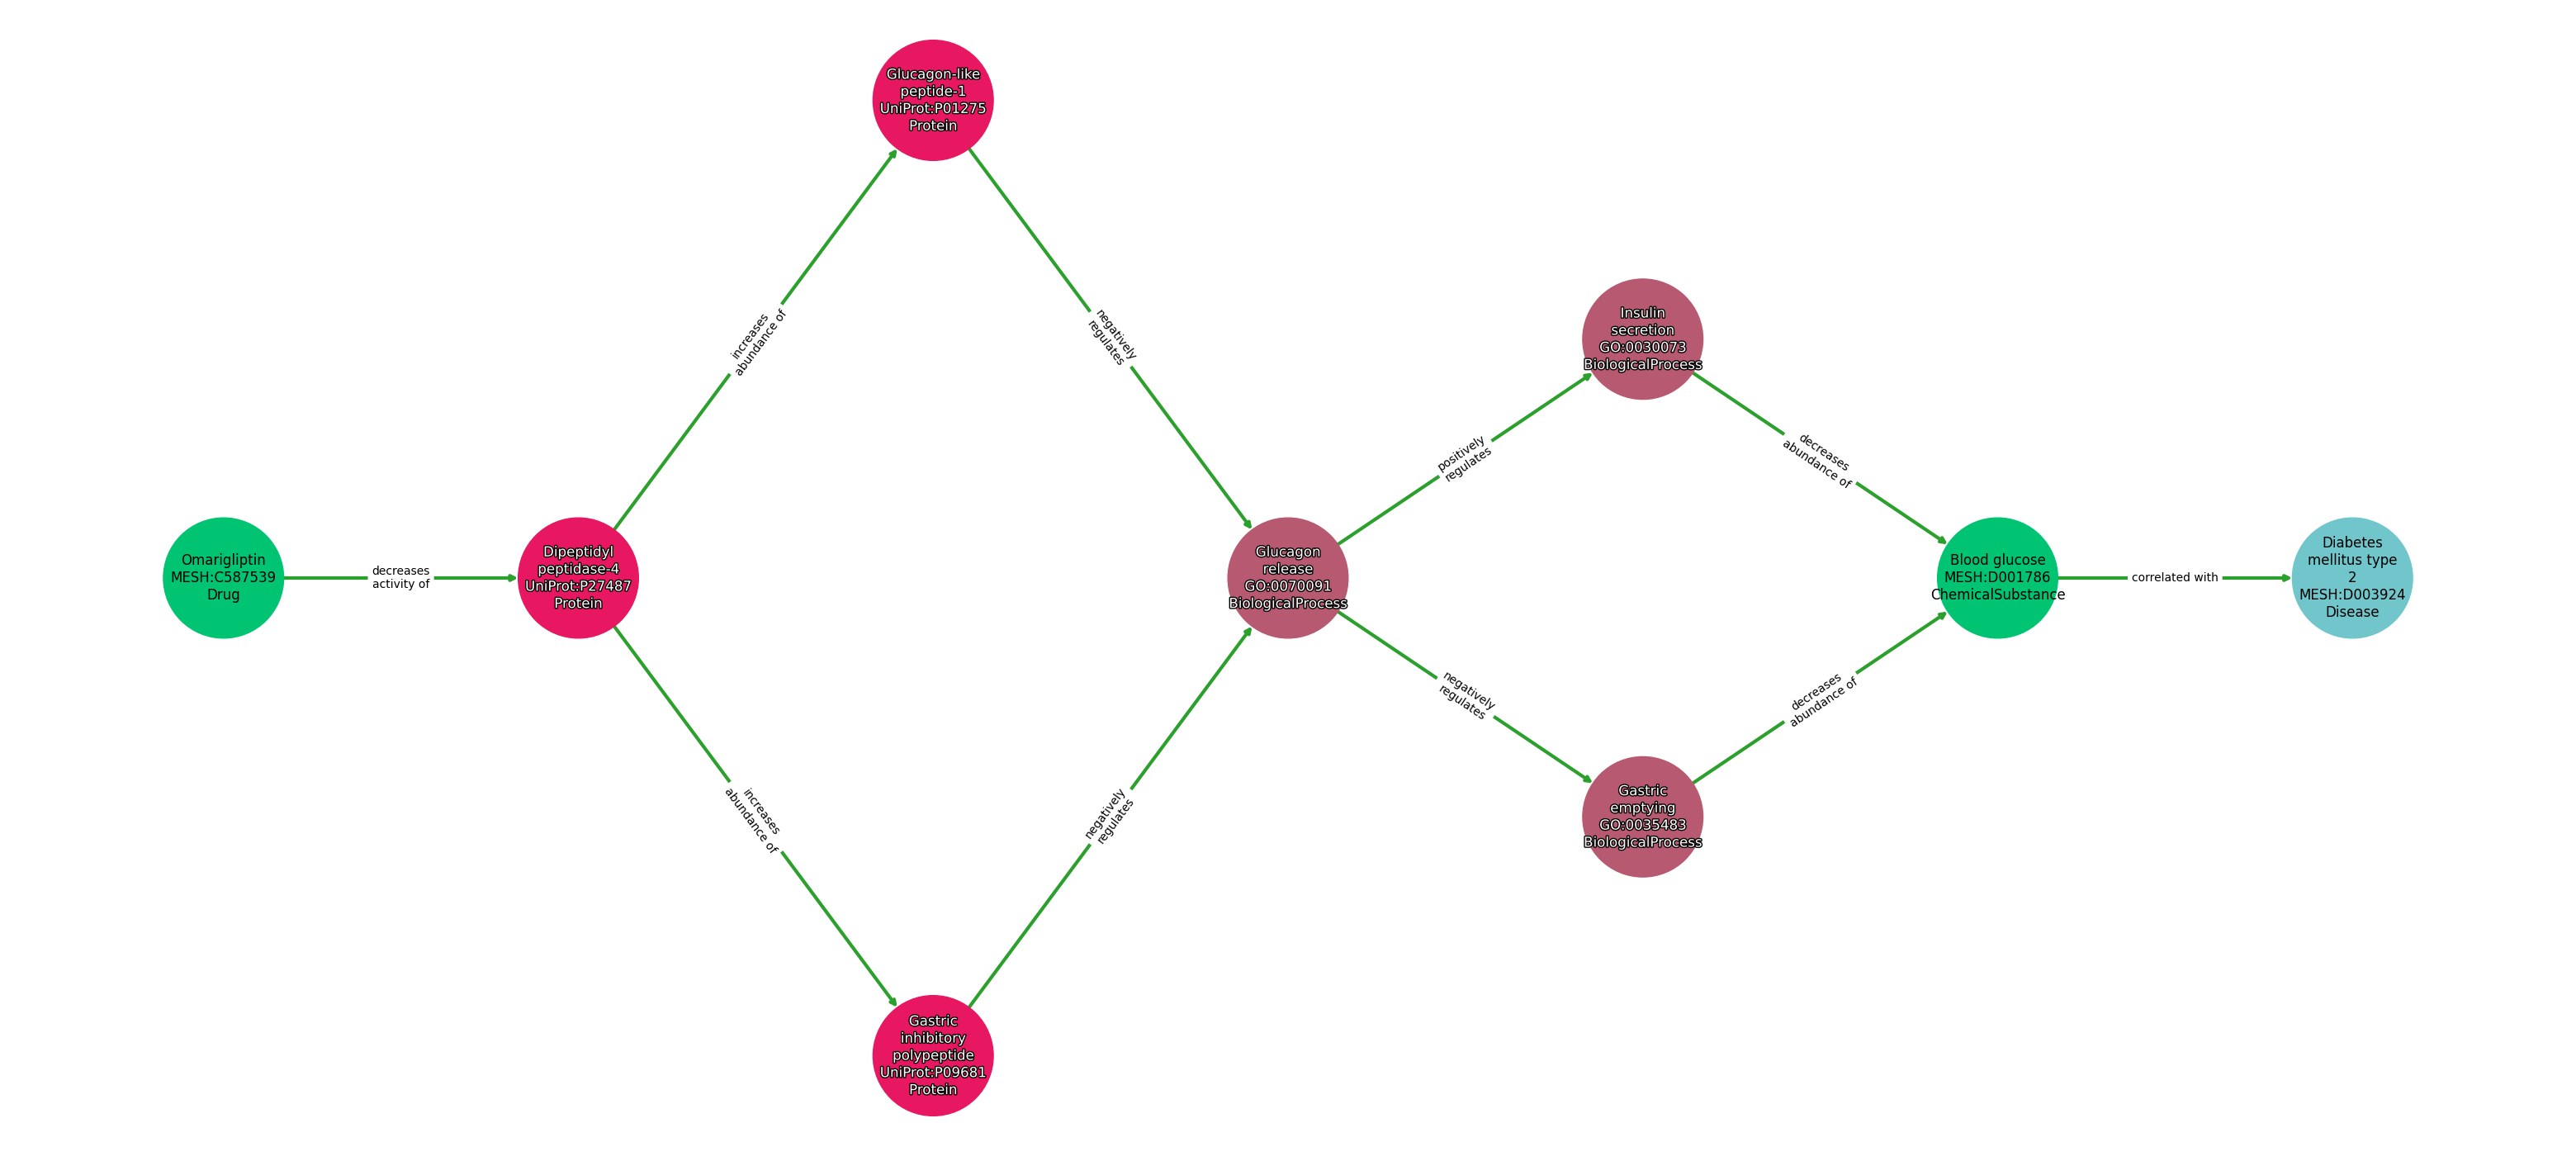 Glucagon-like
peptide-1
UniProt:P01275
Protein
increases
abundance of
negatively
regulates
Insulin
secretion
GO:0030073
BiologicalProcess
positively
regulates
decreases
abundance of
Omarigliptin
MESH:C587539
Drug
decreases
activity of
Dipeptidyl
peptidase-4
UniProt:P27487
Protein
Glucagon
release
GO:0070091
BiologicalProcess
Blood glucose
MESH:D001786
ChemicalSubstance
correlated with
Diabetes
mellitus type
2
MESH:D003924
Disease
negatively
regulates
decreases
abundance of
increases
abundance of
negatively
regulates
Gastric
emptying
GO:0035483
BiologicalProcess
Gastric
inhibitory
polypeptide
UniProt:P09681
Protein